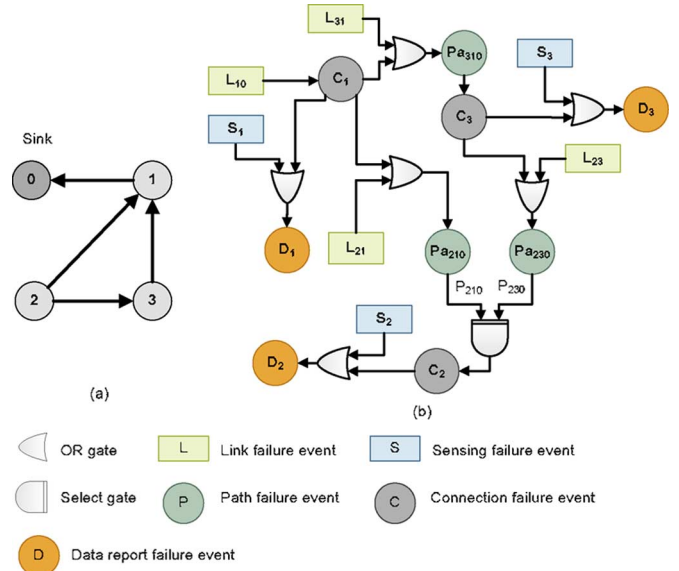 L31
Pa310
S3
L10
C1
C3
D3
S1
Sink
L23
0
1
D1
L21
Pa210
Pa230
P210
P230
2
3
S2
D2
C2
(a)
(b)
OR gate
L
Link failure event
S
Sensing failure event
Select gate
P
Path failure event
C
Connection failure event
D
Data report failure event